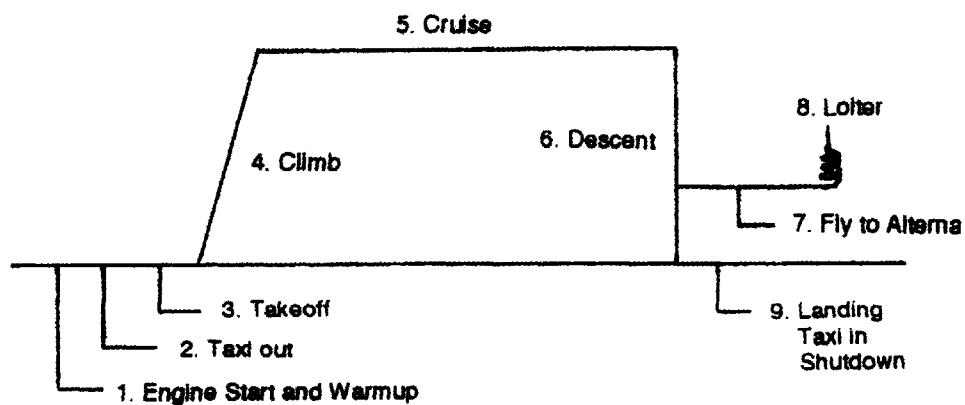 5. Cruise
8. Loiter
6. Descent
4. Climb
7. Fly to Alterna
3. Takeoff
9. Landing
Taxi in
Shutdown
2. Taxi out
1. Engine Start and Warmup